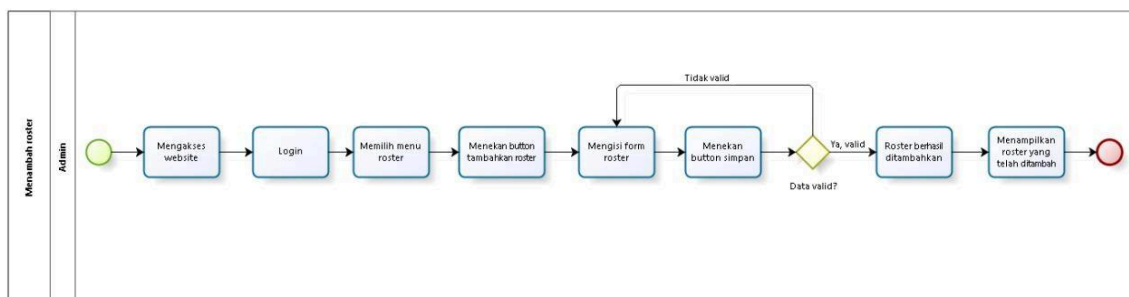 Menambah roster
Admin
Mengakses
website
Login
Memilih menu
roster
Menekan button
tambahkan roster
Mengisi form
roster
Menekan
button simpan
Tidak valid
Data valid?
Ya, valid
Roster berhasil
ditambahkan
Menampilkan
roster yang
telah ditambah